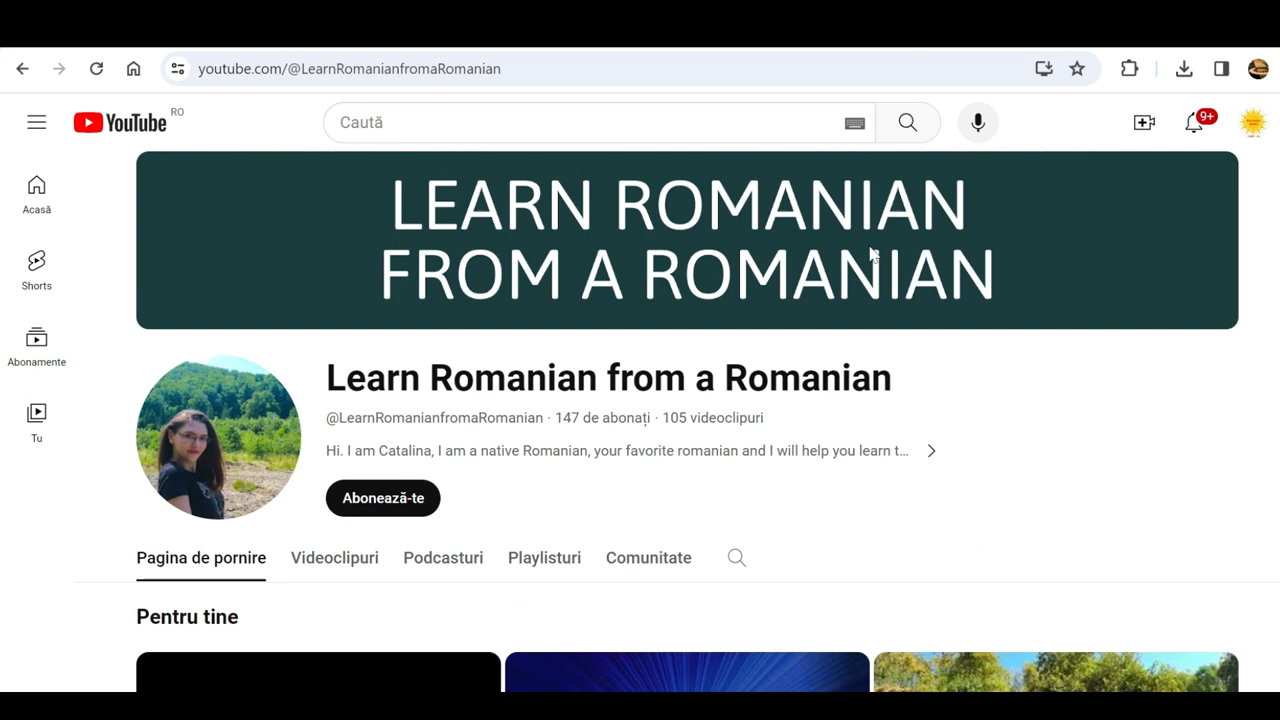 youtube.com/@LearnRomanianfromaRomanian
YouTube RO
Caută
9+
Acasă
Shorts
Abonamente
Tu
LEARN ROMANIAN
FROM A ROMANIAN
Learn Romanian from a Romanian
@LearnRomanianfromaRomanian · 147 de abonați · 105 videoclipuri
Hi. I am Catalina, I am a native Romanian, your favorite romanian and I will help you learn t...
Abonează-te
Pagina de pornire Videoclipuri Podcasturi Playlisturi Comunitate
Pentru tine